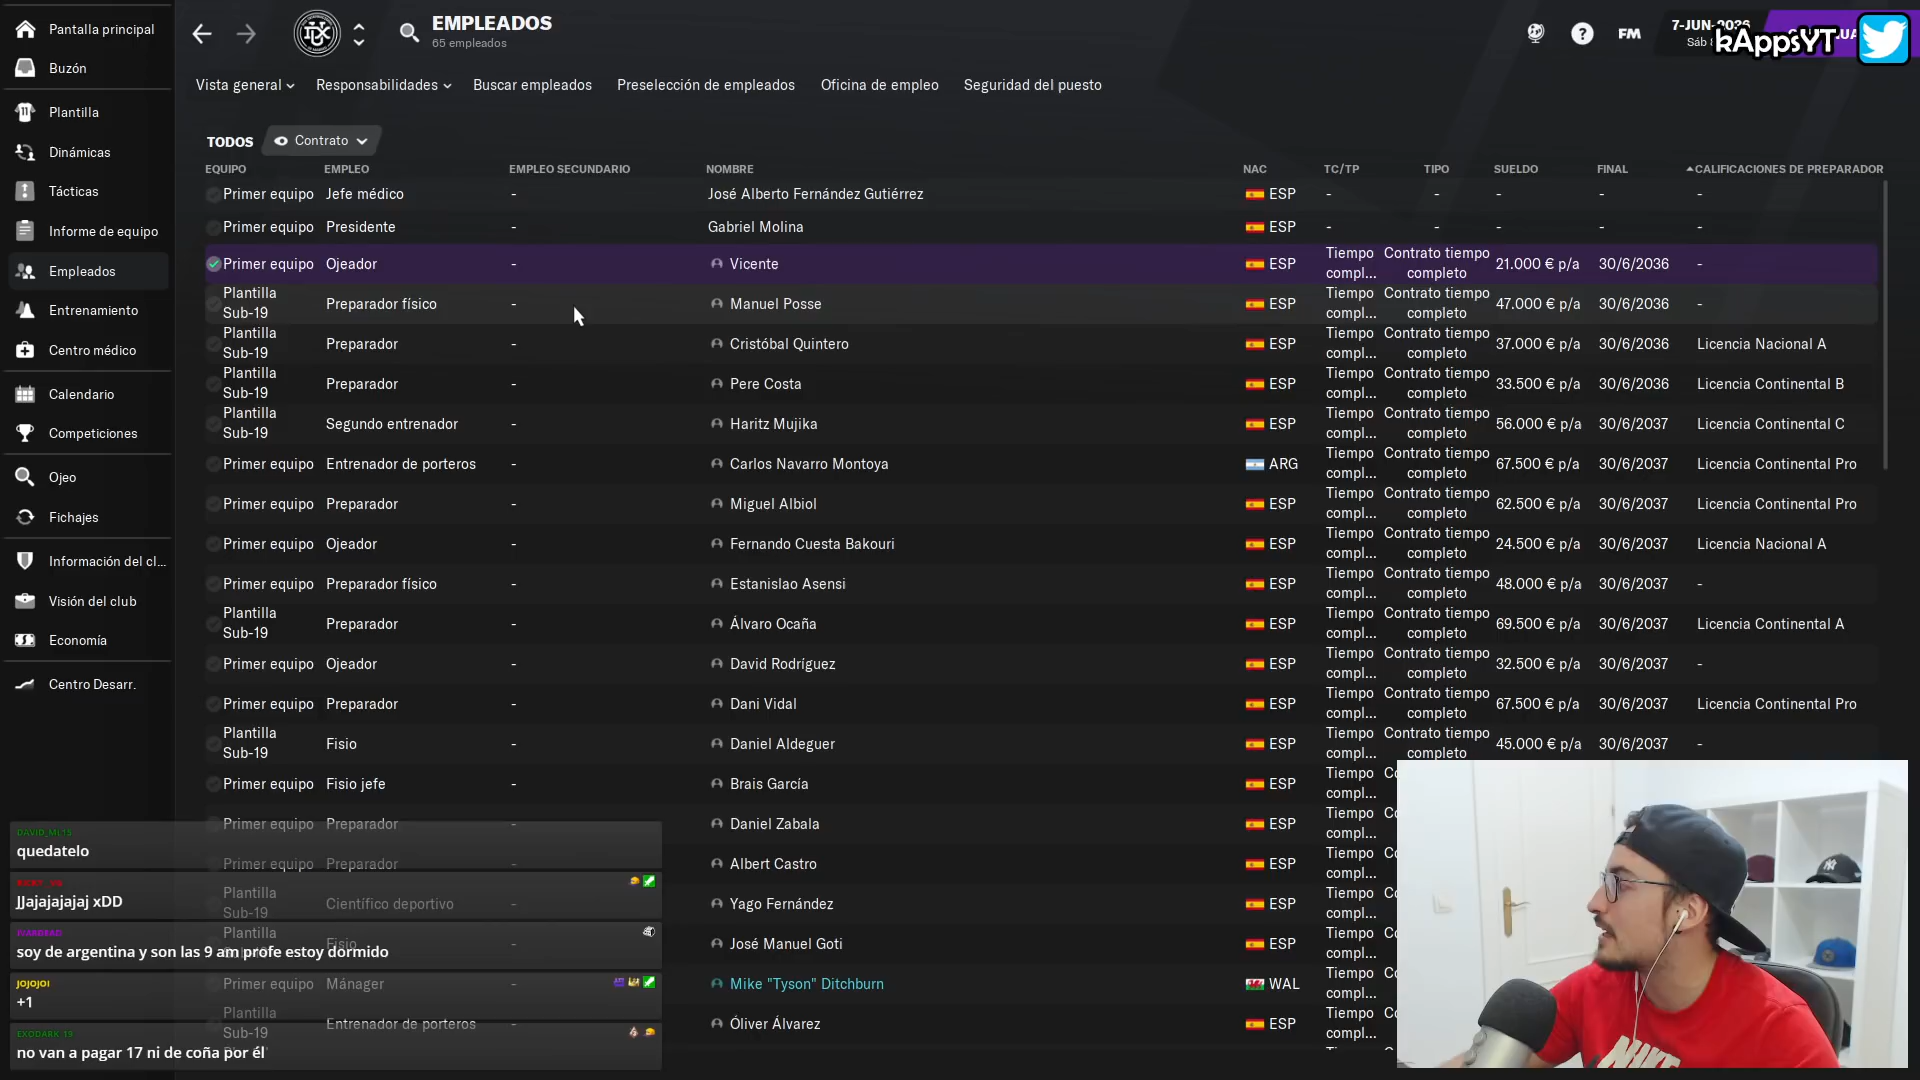 Pantalla principal
Buzón
Plantilla
Dinámicas
Tácticas
Informe de equipo
Empleados
Entrenamiento
Centro médico
Calendario
Competiciones
Ojeo
Fichajes
Información del cl...
Visión del club
Economía
Centro Desarr.
EMPLEADOS
65 empleados
FM
7-JUN-2036
Sáb
kAppsYT
Vista general
Responsabilidades
Buscar empleados
Preselección de empleados
Oficina de empleo
Seguridad del puesto
TODOS
Contrato
EQUIPO EMPLEO EMPLEO SECUNDARIO NOMBRE NAC TC/TP TIPO SUELDO FINAL CALIFICACIONES DE PREPARADOR
Primer equipo Jefe médico - José Alberto Fernández Gutiérrez ESP - - - - -
Primer equipo Presidente - Gabriel Molina ESP - - - - -
Primer equipo Ojeador - Vicente ESP Tiempo compl... Contrato tiempo completo 21.000 € p/a 30/6/2036 -
Plantilla Sub-19 Preparador físico - Manuel Posse ESP Tiempo compl... Contrato tiempo completo 47.000 € p/a 30/6/2036 -
Plantilla Sub-19 Preparador - Cristóbal Quintero ESP Tiempo compl... Contrato tiempo completo 37.000 € p/a 30/6/2036 Licencia Nacional A
Plantilla Sub-19 Preparador - Pere Costa ESP Tiempo compl... Contrato tiempo completo 33.500 € p/a 30/6/2036 Licencia Continental B
Plantilla Sub-19 Segundo entrenador - Haritz Mujika ESP Tiempo compl... Contrato tiempo completo 56.000 € p/a 30/6/2037 Licencia Continental C
Primer equipo Entrenador de porteros - Carlos Navarro Montoya ARG Tiempo compl... Contrato tiempo completo 67.500 € p/a 30/6/2037 Licencia Continental Pro
Primer equipo Preparador - Miguel Albiol ESP Tiempo compl... Contrato tiempo completo 62.500 € p/a 30/6/2037 Licencia Continental Pro
Primer equipo Ojeador - Fernando Cuesta Bakouri ESP Tiempo compl... Contrato tiempo completo 24.500 € p/a 30/6/2037 Licencia Nacional A
Primer equipo Preparador físico - Estanislao Asensi ESP Tiempo compl... Contrato tiempo completo 48.000 € p/a 30/6/2037 -
Plantilla Sub-19 Preparador - Álvaro Ocaña ESP Tiempo compl... Contrato tiempo completo 69.500 € p/a 30/6/2037 Licencia Continental A
Primer equipo Ojeador - David Rodríguez ESP Tiempo compl... Contrato tiempo completo 32.500 € p/a 30/6/2037 -
Primer equipo Preparador - Dani Vidal ESP Tiempo compl... Contrato tiempo completo 67.500 € p/a 30/6/2037 Licencia Continental Pro
Plantilla Sub-19 Fisio - Daniel Aldeguer ESP Tiempo compl... Contrato tiempo completo 45.000 € p/a 30/6/2037 -
Primer equipo Fisio jefe - Brais García ESP Tiempo compl...
Primer equipo Preparador - Daniel Zabala ESP Tiempo compl...
Primer equipo Preparador - Albert Castro ESP Tiempo compl...
Plantilla Sub-19 Científico deportivo - Yago Fernández ESP Tiempo compl...
Plantilla Sub-19 Fisio - José Manuel Goti ESP Tiempo compl...
Primer equipo Mánager - Mike "Tyson" Ditchburn WAL Tiempo compl...
Plantilla Sub-19 Entrenador de porteros - Óliver Álvarez ESP Tiempo compl...
DAVID_ML15
quedatelo
JJajajajajaj xDD
IVARDEAD
soy de argentina y son las 9 am profe estoy dormido
JOJOJOI
+1
EXODARK_19
no van a pagar 17 ni de coña por él
NIKE